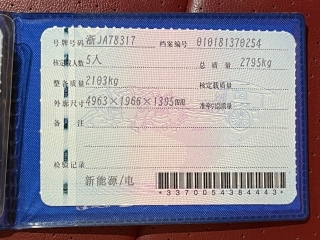 号牌号码 浙JA78317 档案编号 010181370254
核定载人数 5人 总质量 2795kg
整备质量 2103kg 核定载质量
外廓尺寸 4963×1966×1395mm 准牵引总质量
备注
检验记录
新能源/电
*3370054384443*